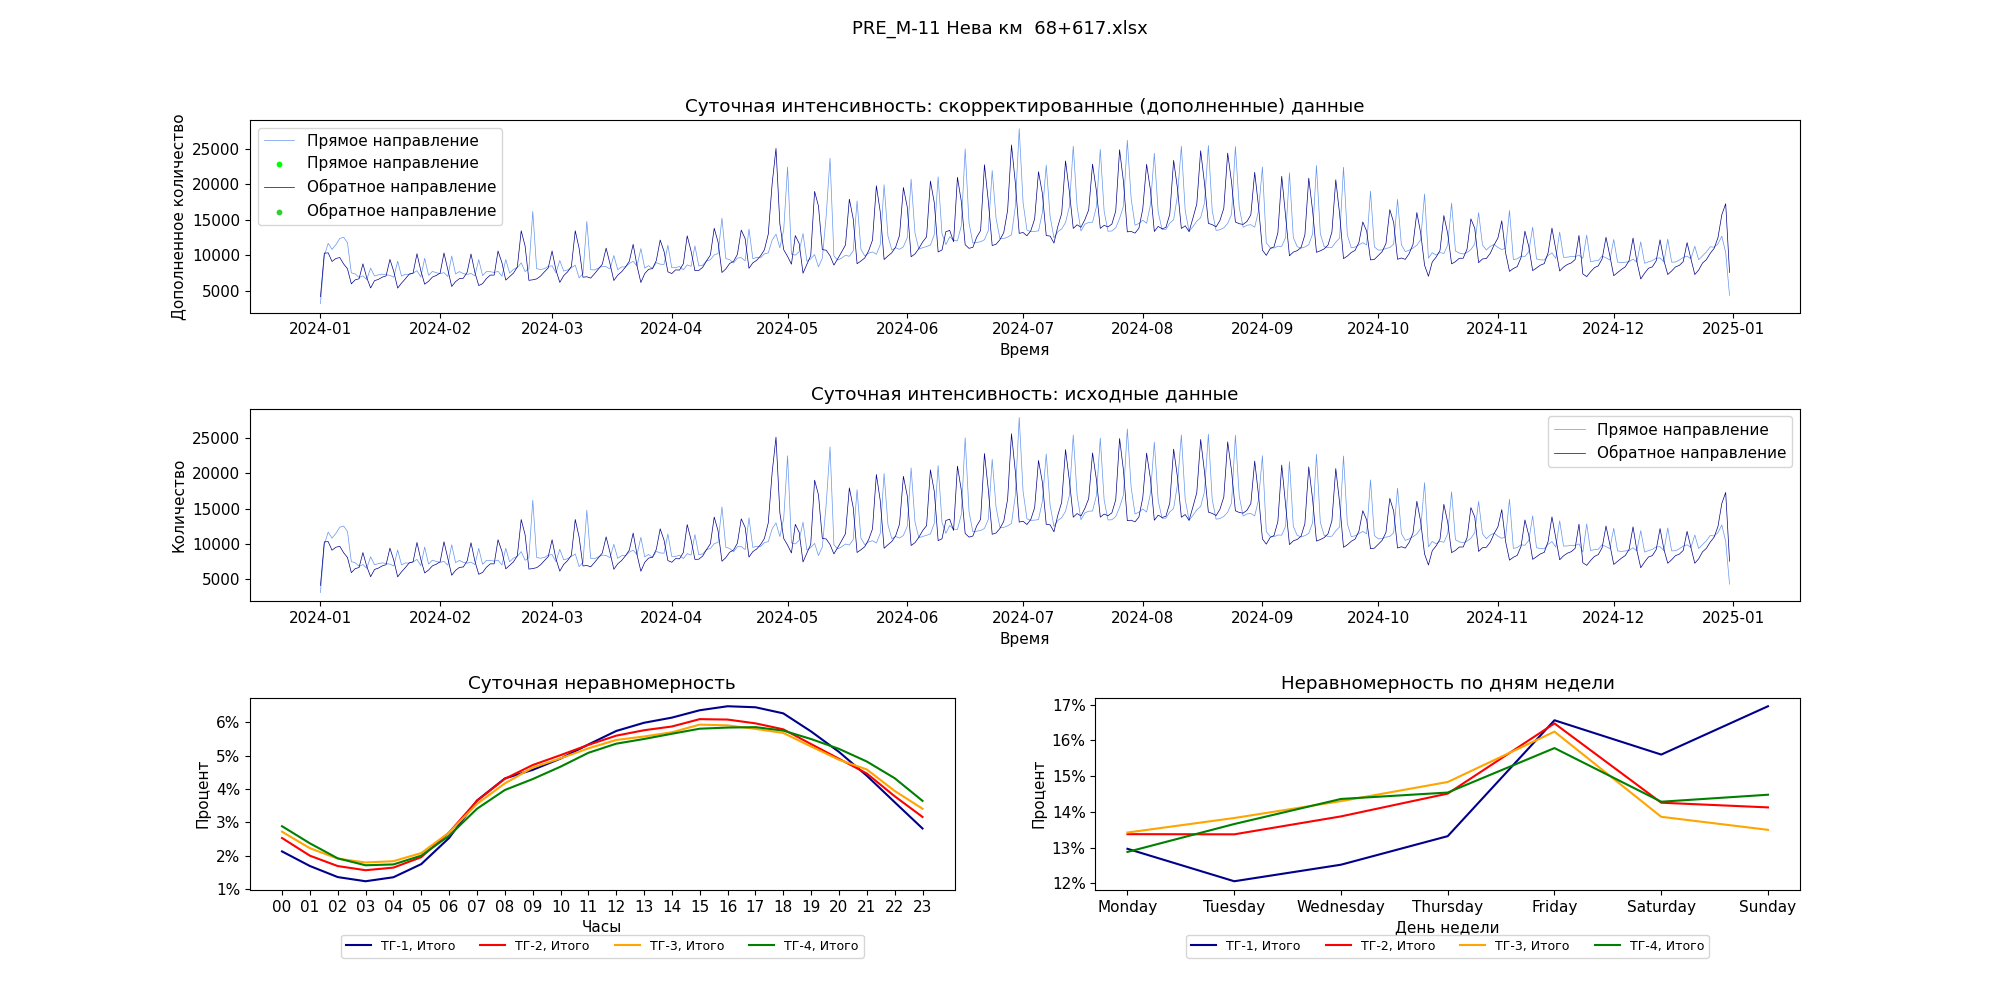 PRE_M-11 Нева км  68+617.xlsx
Суточная интенсивность: скорректированные (дополненные) данные
Дополненное количество
25000
20000
15000
10000
5000
Прямое направление
Прямое направление
Обратное направление
Обратное направление
2024-01 2024-02 2024-03 2024-04 2024-05 2024-06 2024-07 2024-08 2024-09 2024-10 2024-11 2024-12 2025-01
Время
Суточная интенсивность: исходные данные
Количество
25000
20000
15000
10000
5000
Прямое направление
Обратное направление
2024-01 2024-02 2024-03 2024-04 2024-05 2024-06 2024-07 2024-08 2024-09 2024-10 2024-11 2024-12 2025-01
Время
Суточная неравномерность
Процент
6%
5%
4%
3%
2%
1%
00 01 02 03 04 05 06 07 08 09 10 11 12 13 14 15 16 17 18 19 20 21 22 23
Часы
ТГ-1, Итого ТГ-2, Итого ТГ-3, Итого ТГ-4, Итого
Неравномерность по дням недели
Процент
17%
16%
15%
14%
13%
12%
Monday Tuesday Wednesday Thursday Friday Saturday Sunday
День недели
ТГ-1, Итого ТГ-2, Итого ТГ-3, Итого ТГ-4, Итого